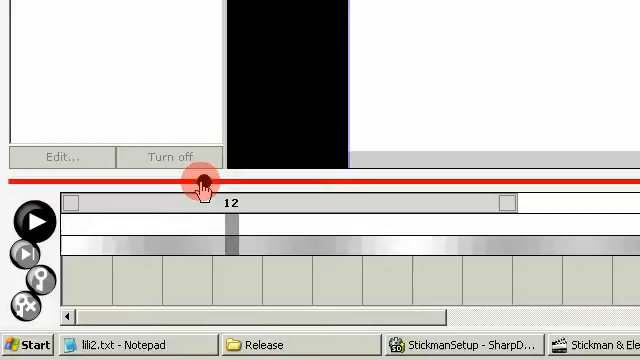 Edit... Turn off
12
Start lili2.txt - Notepad Release StickmanSetup - SharpD... Stickman & Ele